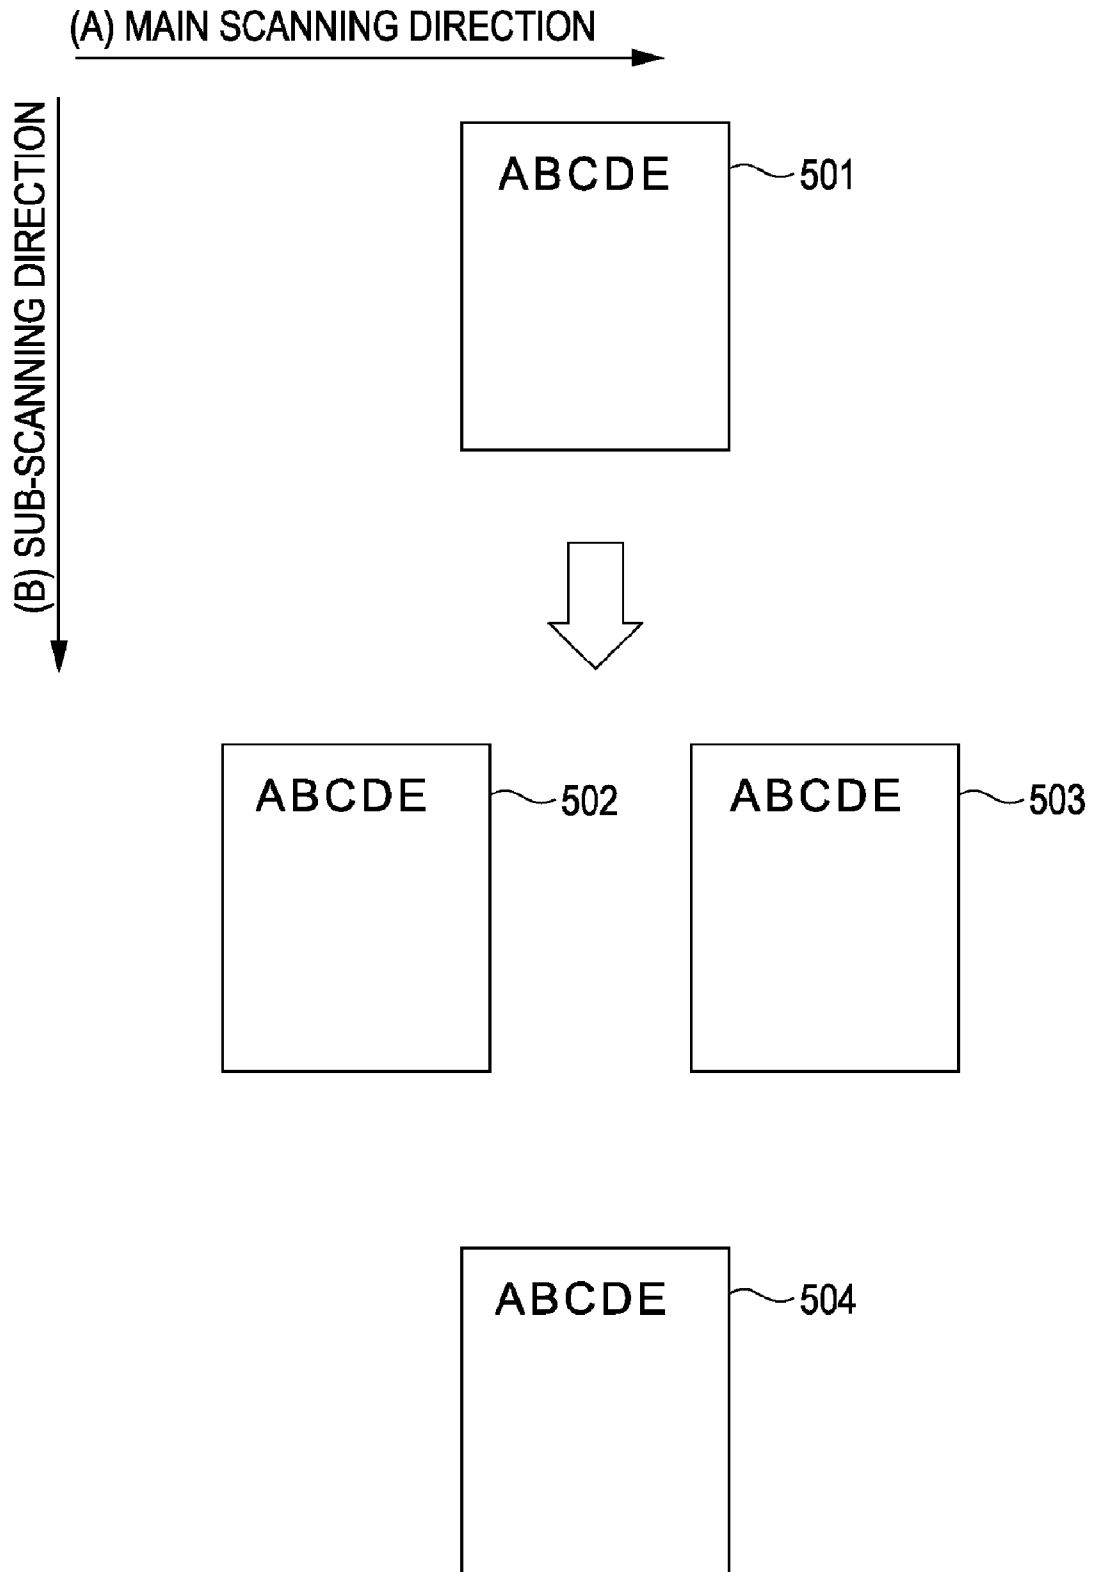 (A) MAIN SCANNING DIRECTION
(B) SUB-SCANNING DIRECTION
ABCDE
501
ABCDE
502
ABCDE
503
ABCDE
504